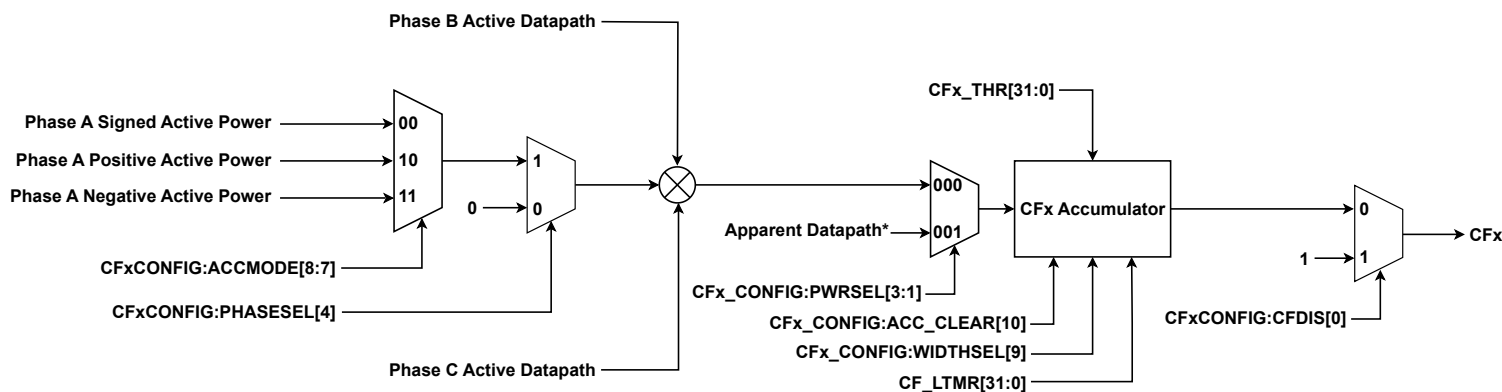 Phase B Active Datapath
CFx_THR[31:0]
Phase A Signed Active Power
00
Phase A Positive Active Power
10
1
Phase A Negative Active Power
11
0
0
000
Apparent Datapath*
001
CFx Accumulator
0
1
1
CFx
CFxCONFIG:ACCMODE[8:7]
CFx_CONFIG:PWRSEL[3:1]
CFxCONFIG:PHASESEL[4]
CFx_CONFIG:ACC_CLEAR[10]
CFxCONFIG:CFDIS[0]
CFx_CONFIG:WIDTHSEL[9]
Phase C Active Datapath
CF_LTMR[31:0]